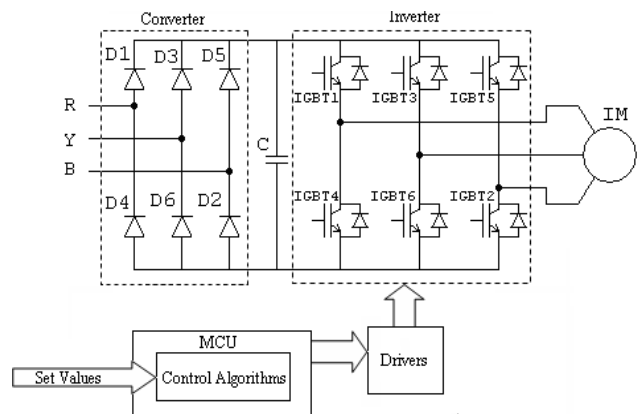 Converter
Inverter
D1
D3
D5
R
Y
B
C
IGBT1
IGBT3
IGBT5
IM
D4
D6
D2
IGBT4
IGBT6
IGBT2
MCU
Set Values
Control Algorithms
Drivers